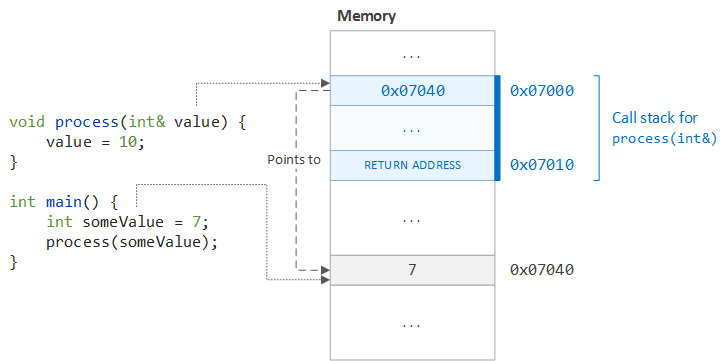 Memory
...
0x07040 0x07000
...
RETURN ADDRESS 0x07010
Call stack for
process(int&)
void process(int& value) {
    value = 10;
}
Points to
int main() {
    int someValue = 7;
    process(someValue);
}
...
7 0x07040
...